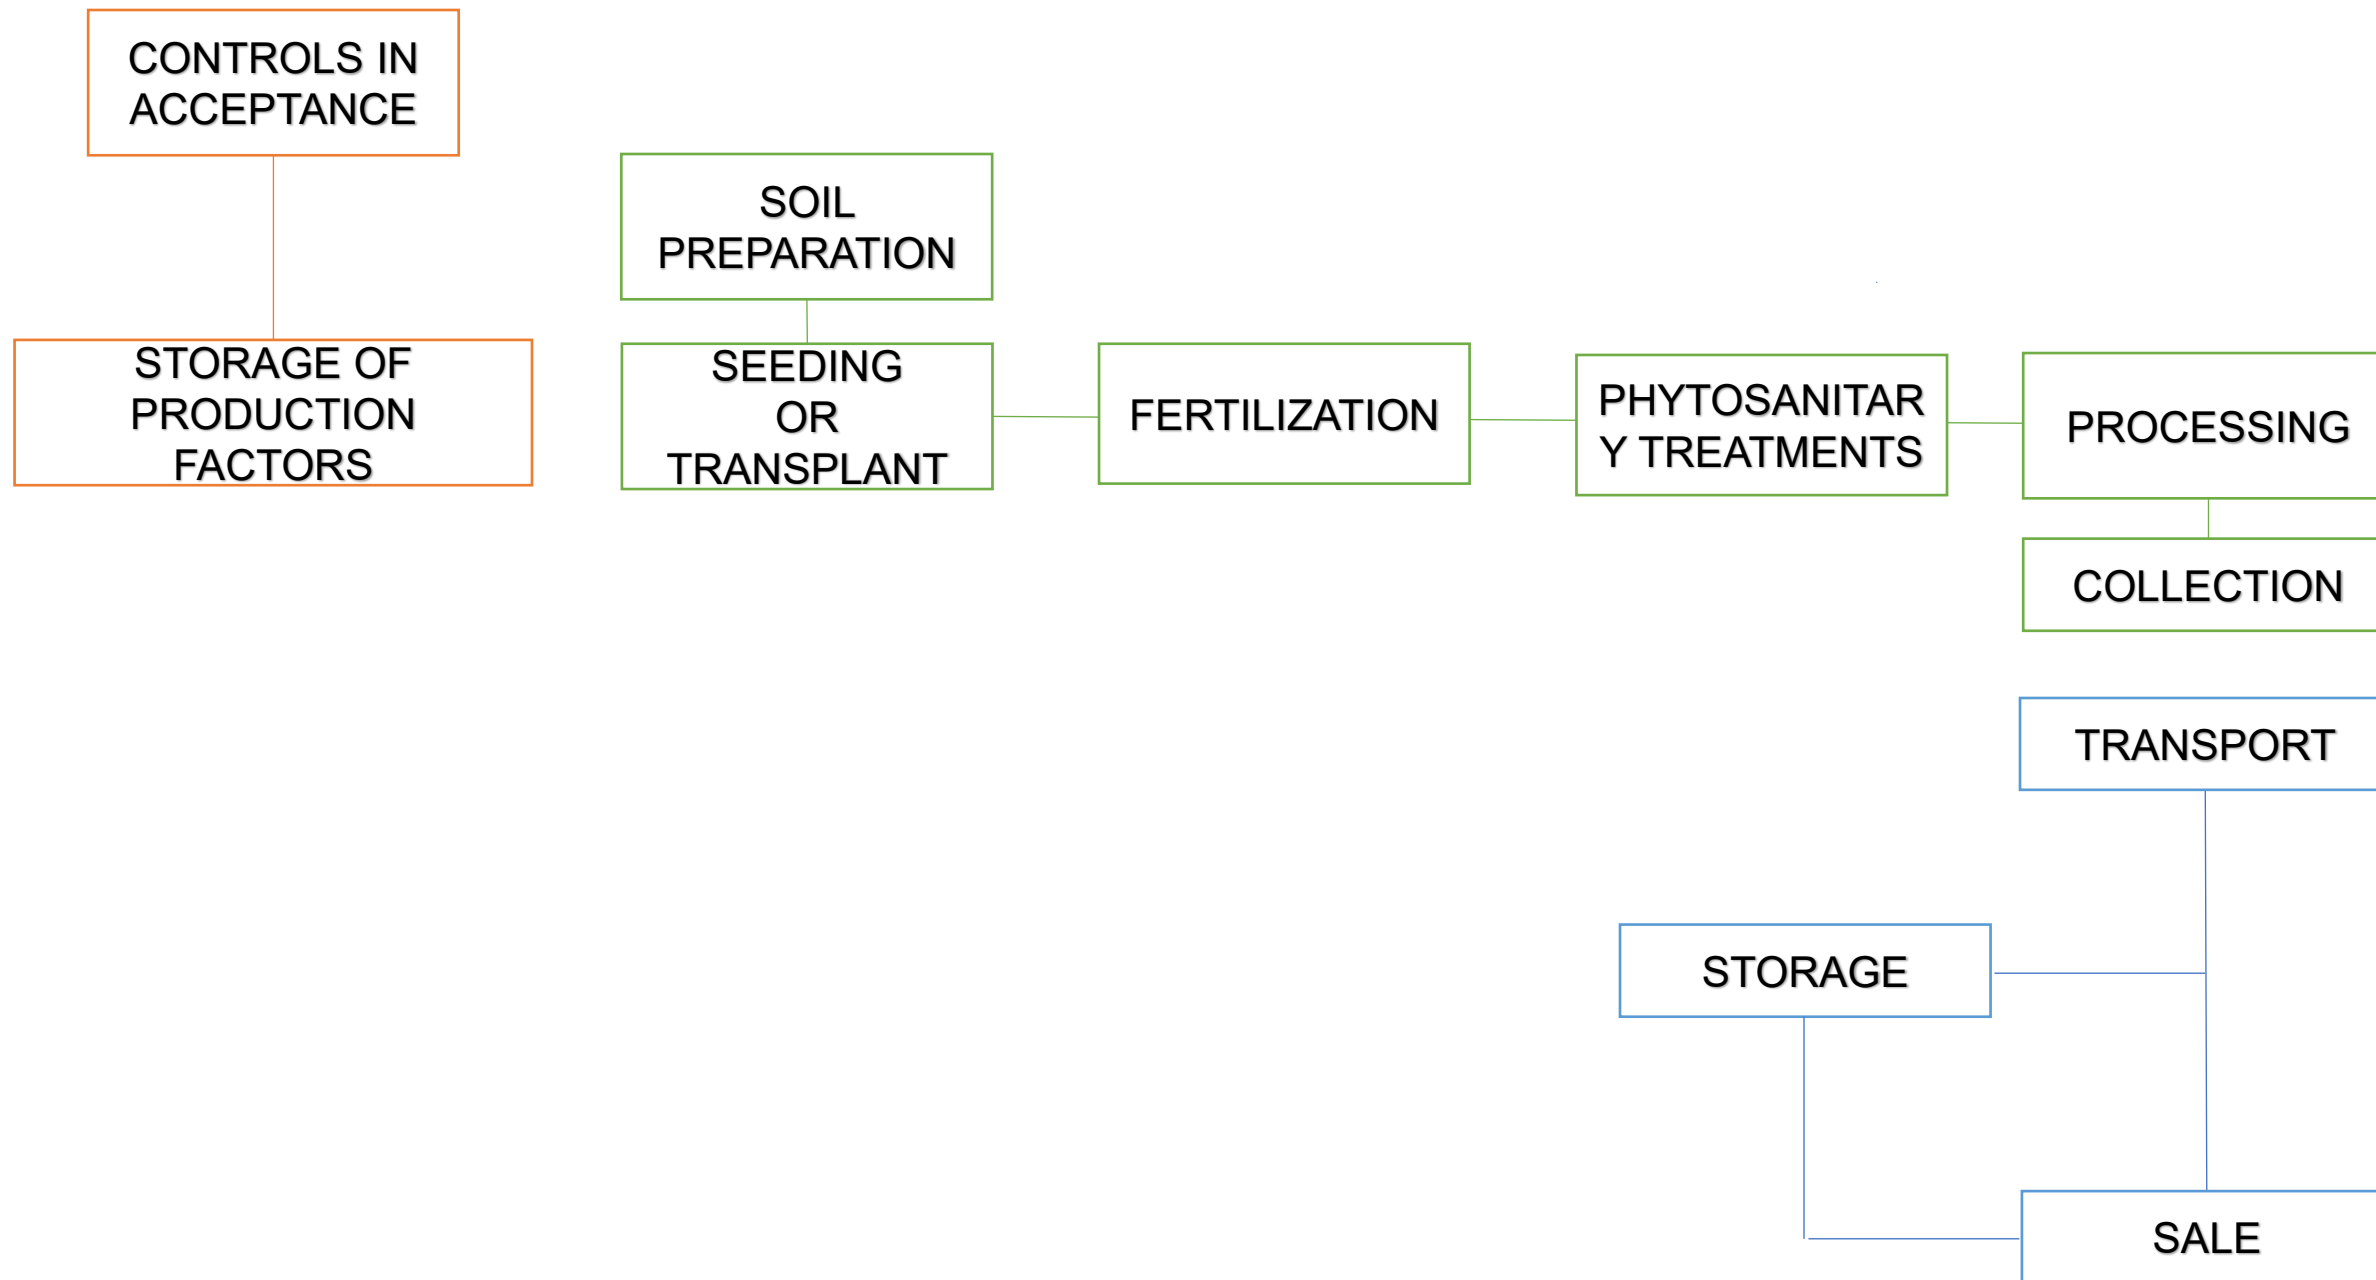 CONTROLS IN
ACCEPTANCE
STORAGE OF
PRODUCTION
FACTORS
SOIL
PREPARATION
SEEDING
OR
TRANSPLANT
FERTILIZATION
PHYTOSANITAR
Y TREATMENTS
PROCESSING
COLLECTION
TRANSPORT
STORAGE
SALE